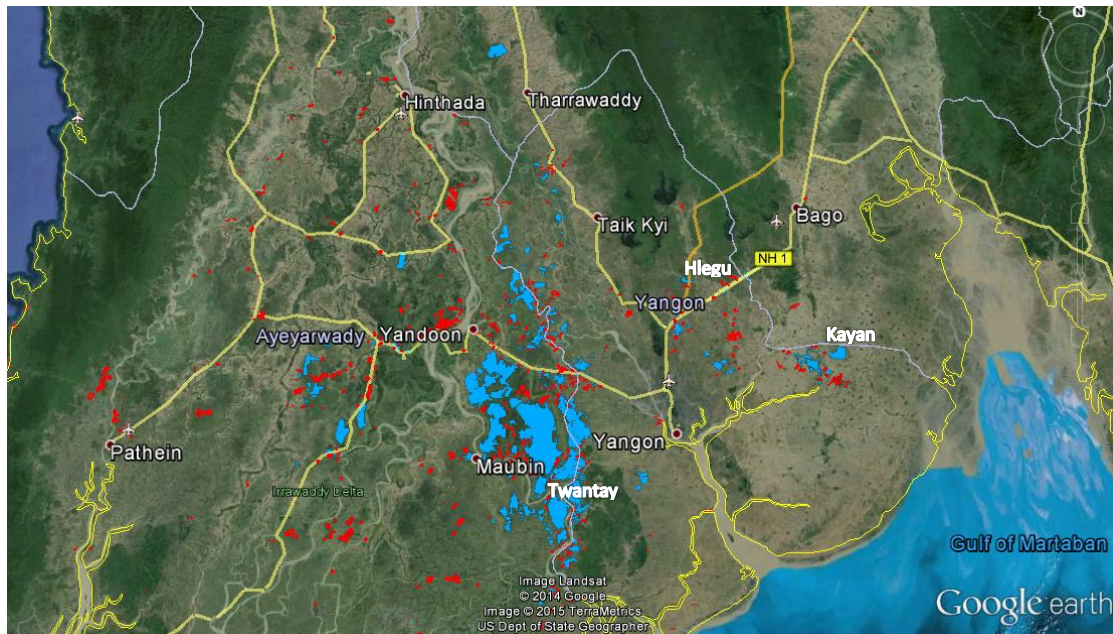 N
Hinthada
Tharrawaddy
Bago
Taik Kyi
Hlegu
NH 1
Yangon
Kayan
Ayeyarwady
Yandoon
Pathein
Maubin
Yangon
Twantay
Irrawaddy Delta
Gulf of Martaban
Image Landsat
© 2014 Google
Image © 2015 TerraMetrics
US Dept of State Geographer
Google earth